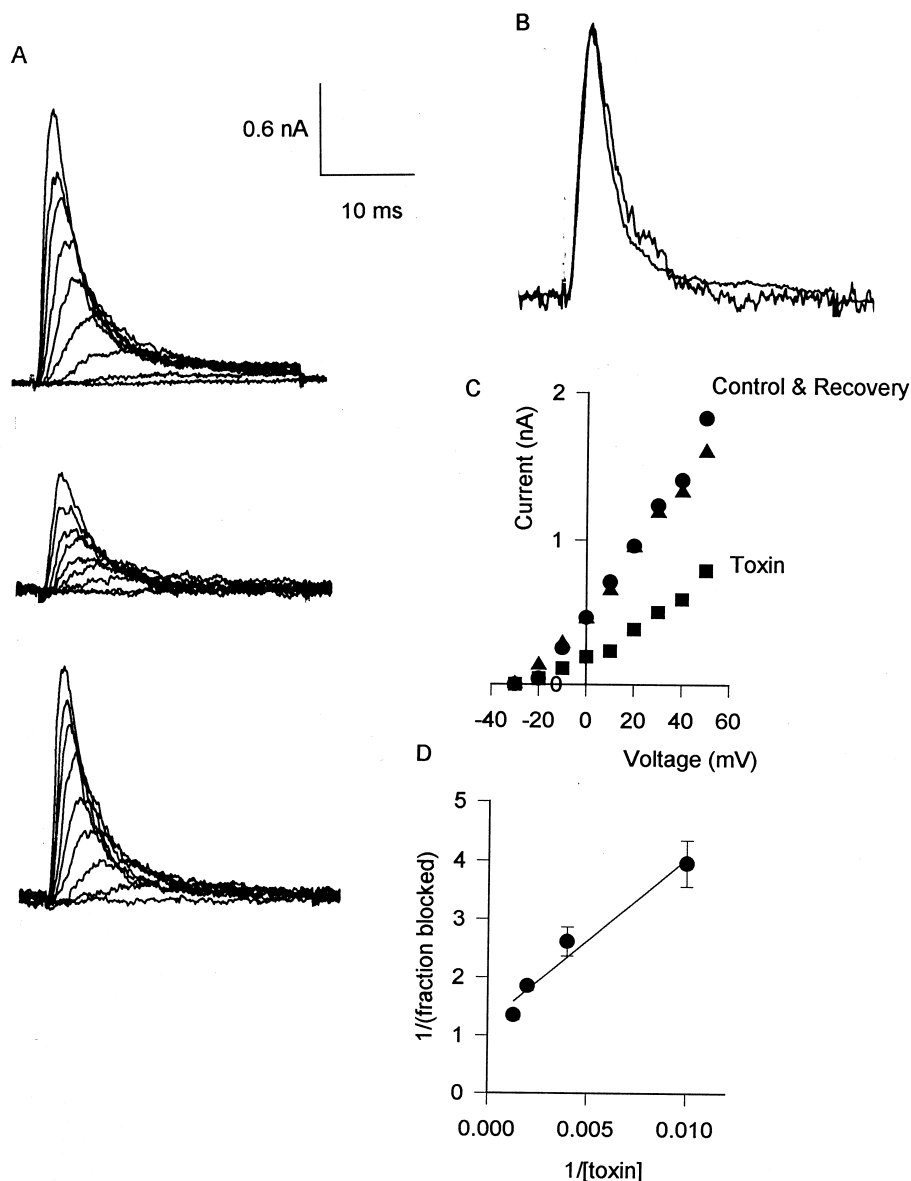 A
0.6 nA
10 ms
B
C
Control & Recovery
Toxin
Current (nA)
2
1
0
-40 -20 0 20 40 60
Voltage (mV)
D
1/(fraction blocked)
5
4
3
2
1
0
0.000 0.005 0.010
1/[toxin]